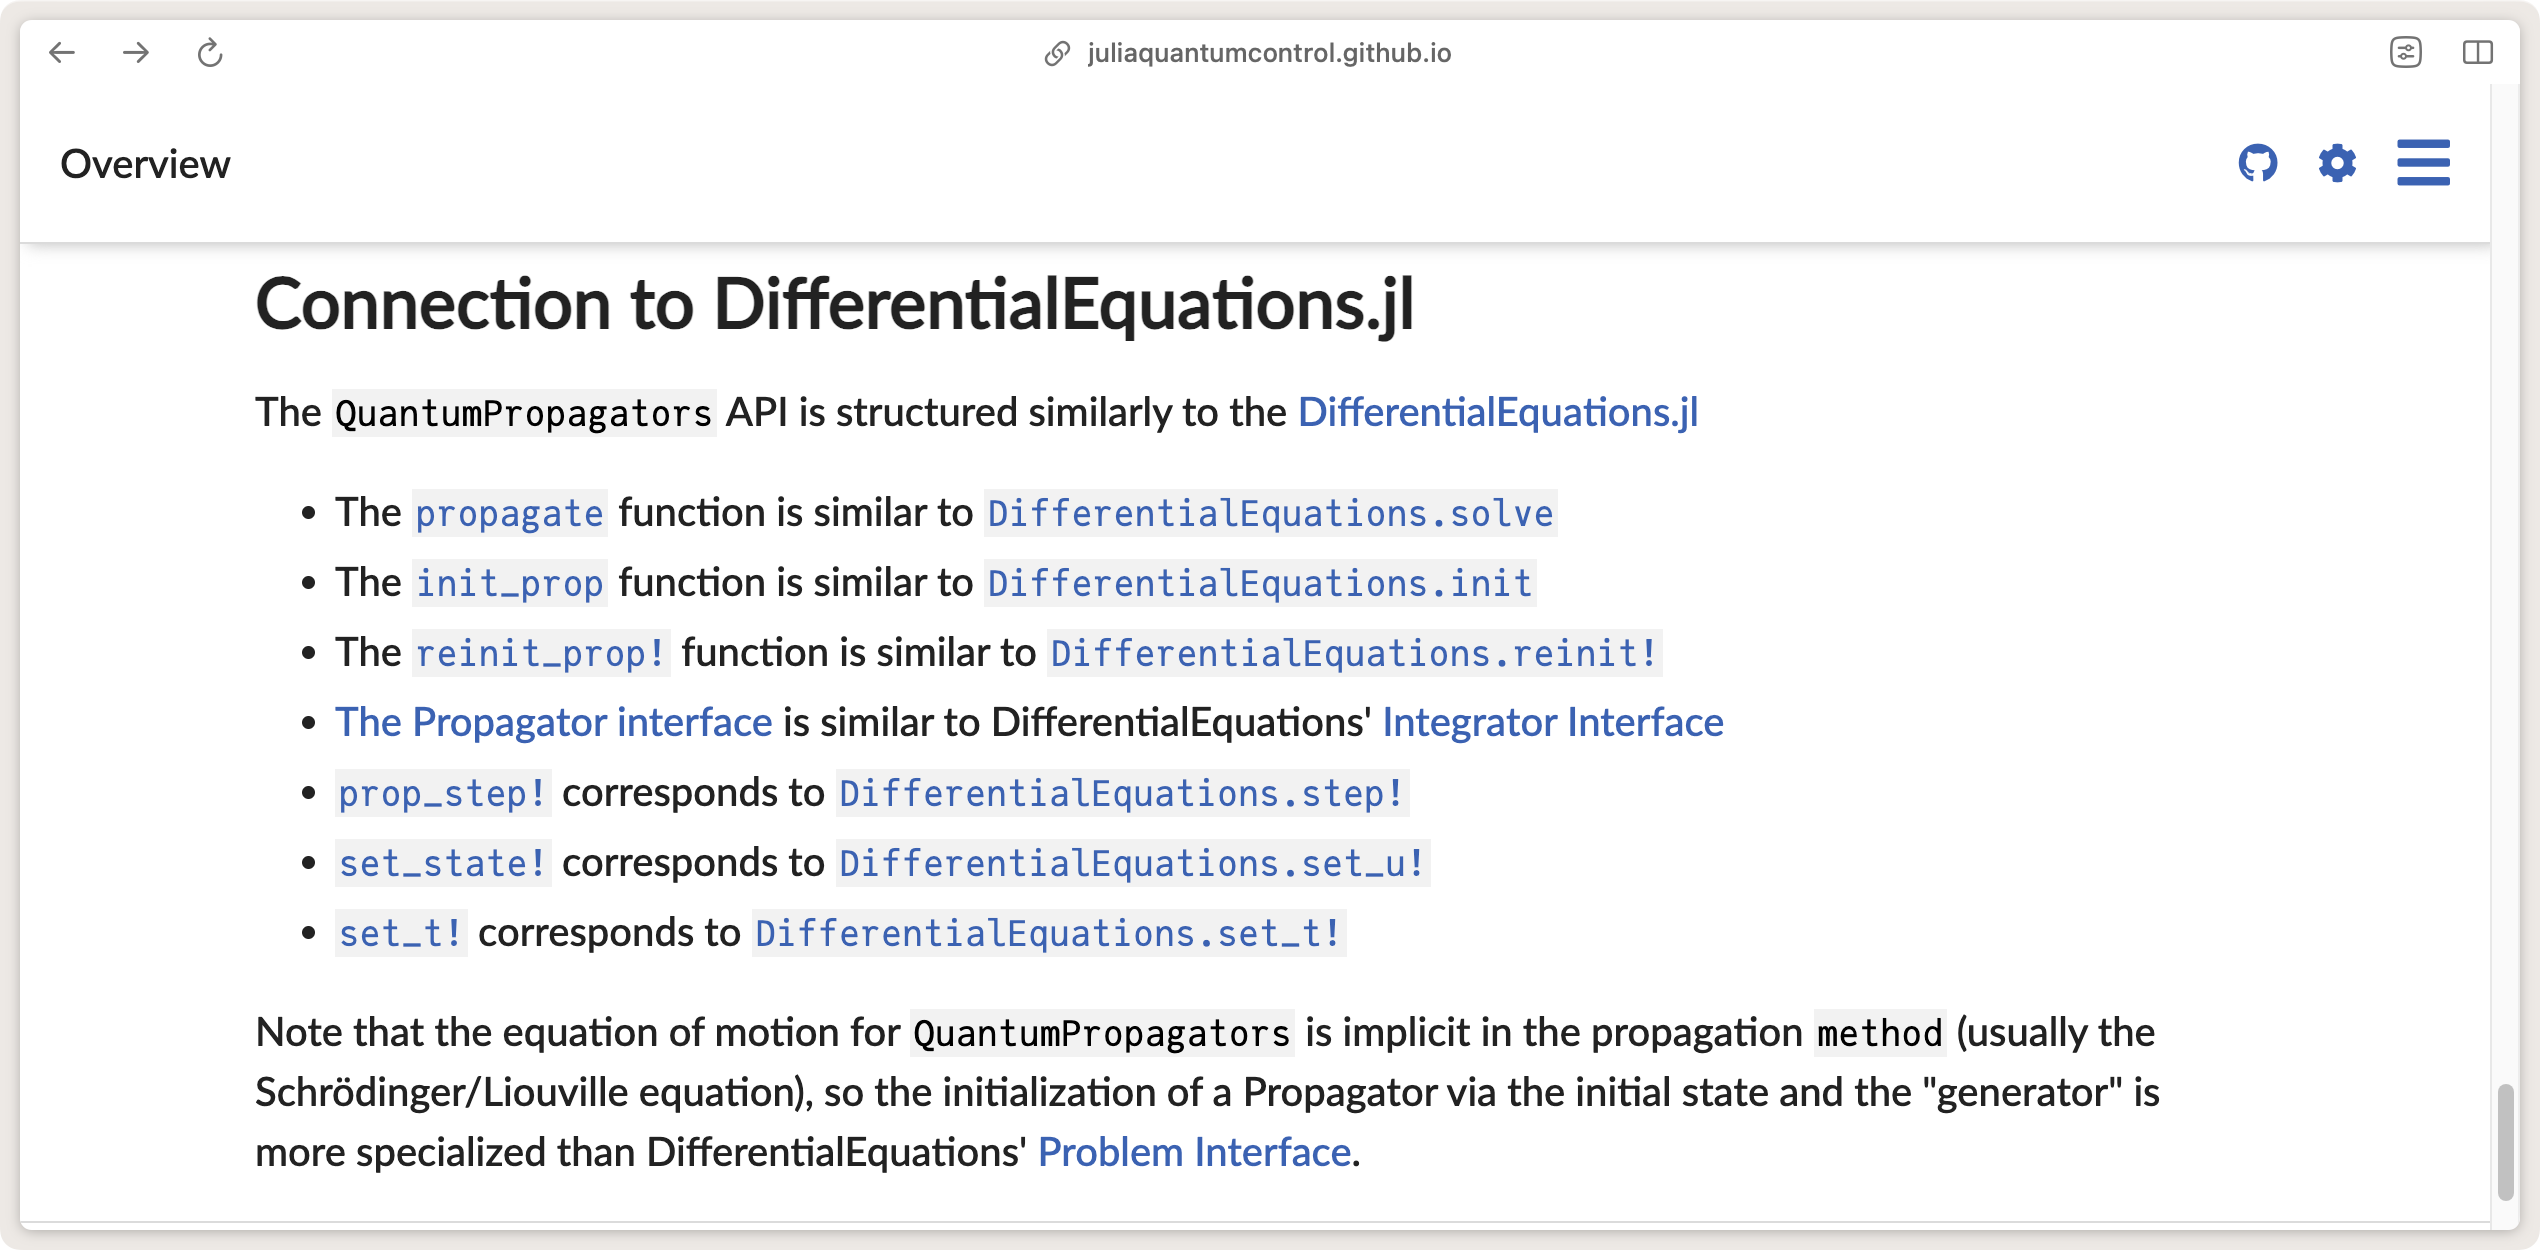 juliaquantumcontrol.github.io
Overview
Connection to DifferentialEquations.jl
The QuantumPropagators API is structured similarly to the DifferentialEquations.jl
• The propagate function is similar to DifferentialEquations.solve
• The init_prop function is similar to DifferentialEquations.init
• The reinit_prop! function is similar to DifferentialEquations.reinit!
• The Propagator interface is similar to DifferentialEquations' Integrator Interface
• prop_step! corresponds to DifferentialEquations.step!
• set_state! corresponds to DifferentialEquations.set_u!
• set_t! corresponds to DifferentialEquations.set_t!
Note that the equation of motion for QuantumPropagators is implicit in the propagation method (usually the
Schrödinger/Liouville equation), so the initialization of a Propagator via the initial state and the "generator" is
more specialized than DifferentialEquations' Problem Interface.